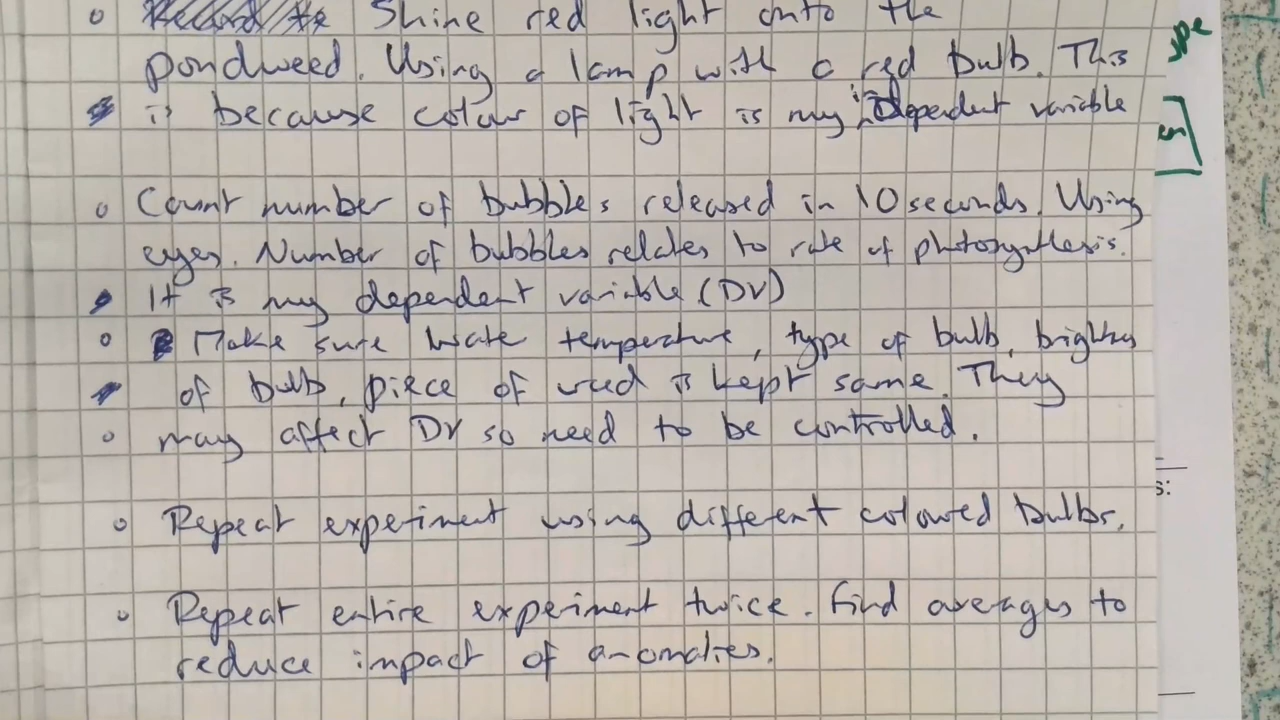 Shine red light onto the
pondweed. Using a lamp with a red bulb. This
is because colour of light is my independent variable
Count number of bubbles released in 10 seconds. Using
eyes. Number of bubbles relates to rate of photosynthesis.
It is my dependent variable (DV)
Make sure wate temperature, type of bulb, brightnes
of bulb, piece of weed is kept same. They
may affect DV so need to be controlled.
Repeat experiment using different coloured bulbs.
Repeat entire experiment twice. Find averages to
reduce impact of anomalies.